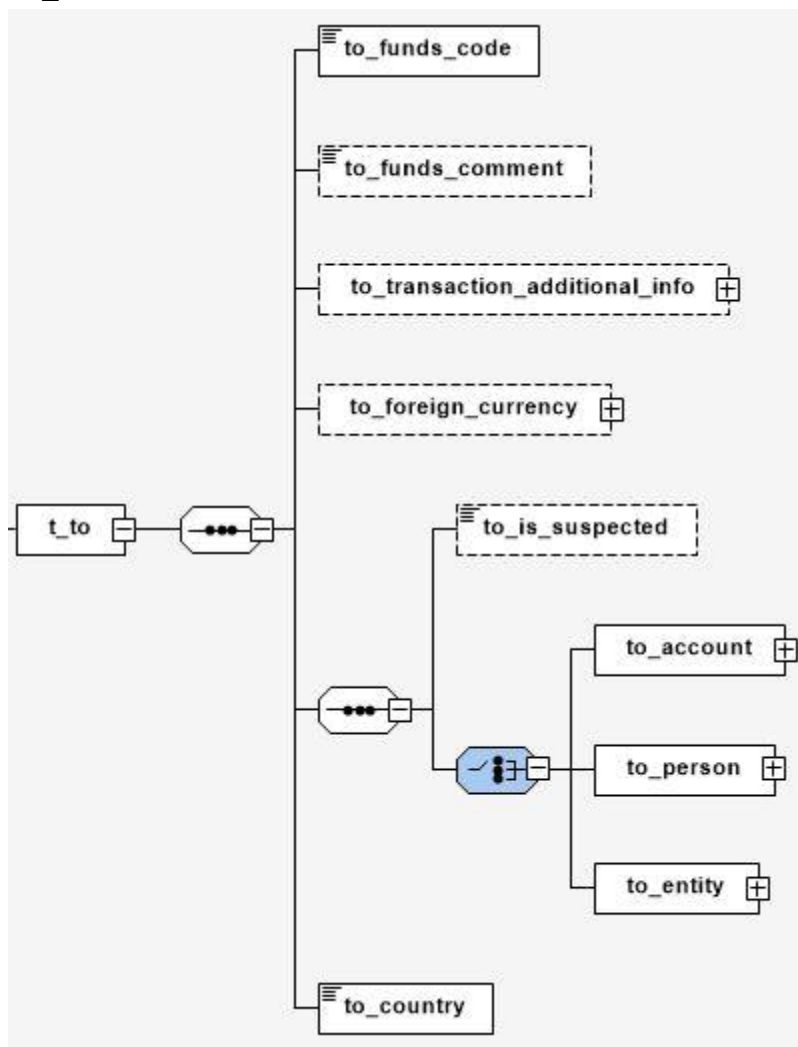 to_funds_code
to_funds_comment
to_transaction_additional_info
to_foreign_currency
t_to
to_is_suspected
to_account
to_person
to_entity
to_country